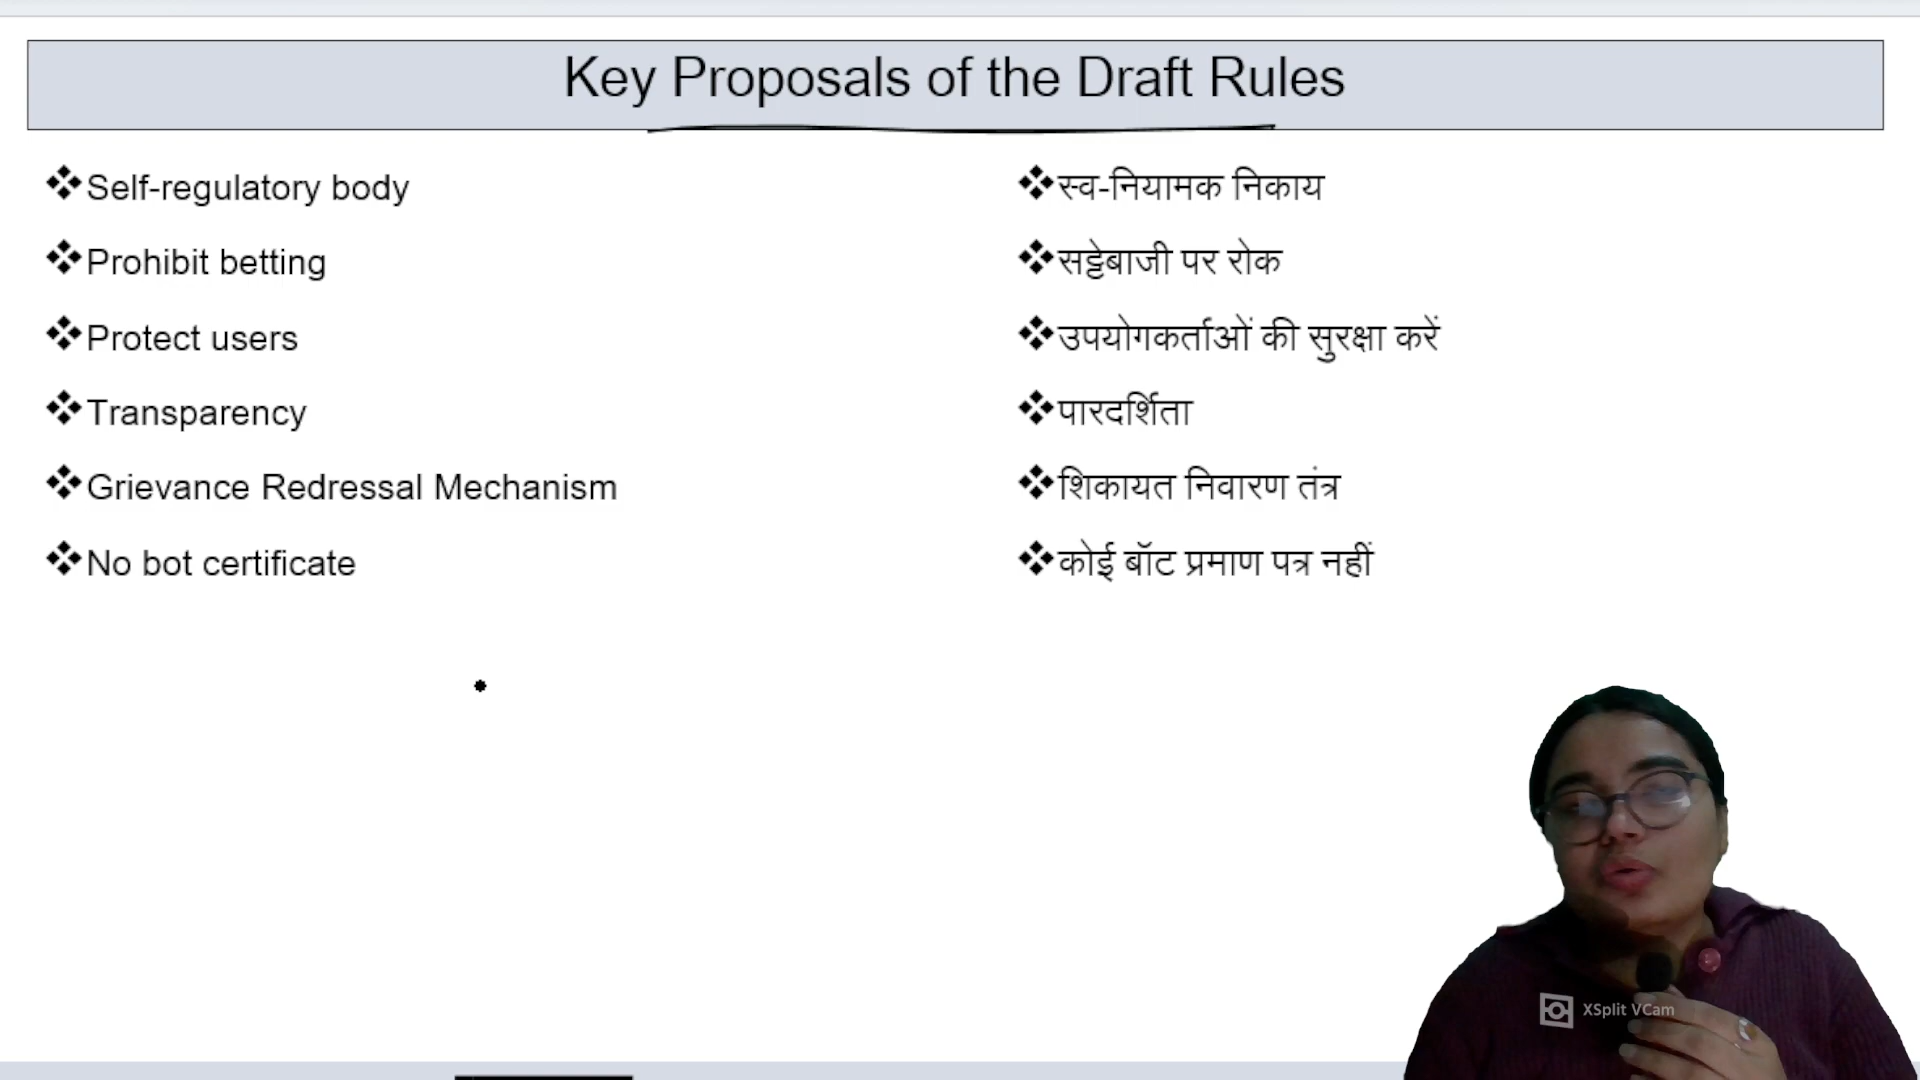 Key Proposals of the Draft Rules
❖Self-regulatory body
❖Prohibit betting
❖Protect users
❖Transparency
❖Grievance Redressal Mechanism
❖No bot certificate
❖स्व-नियामक निकाय
❖सट्टेबाजी पर रोक
❖उपयोगकर्ताओं की सुरक्षा करें
❖पारदर्शिता
❖शिकायत निवारण तंत्र
❖कोई बॉट प्रमाण पत्र नहीं
XSplit VCam